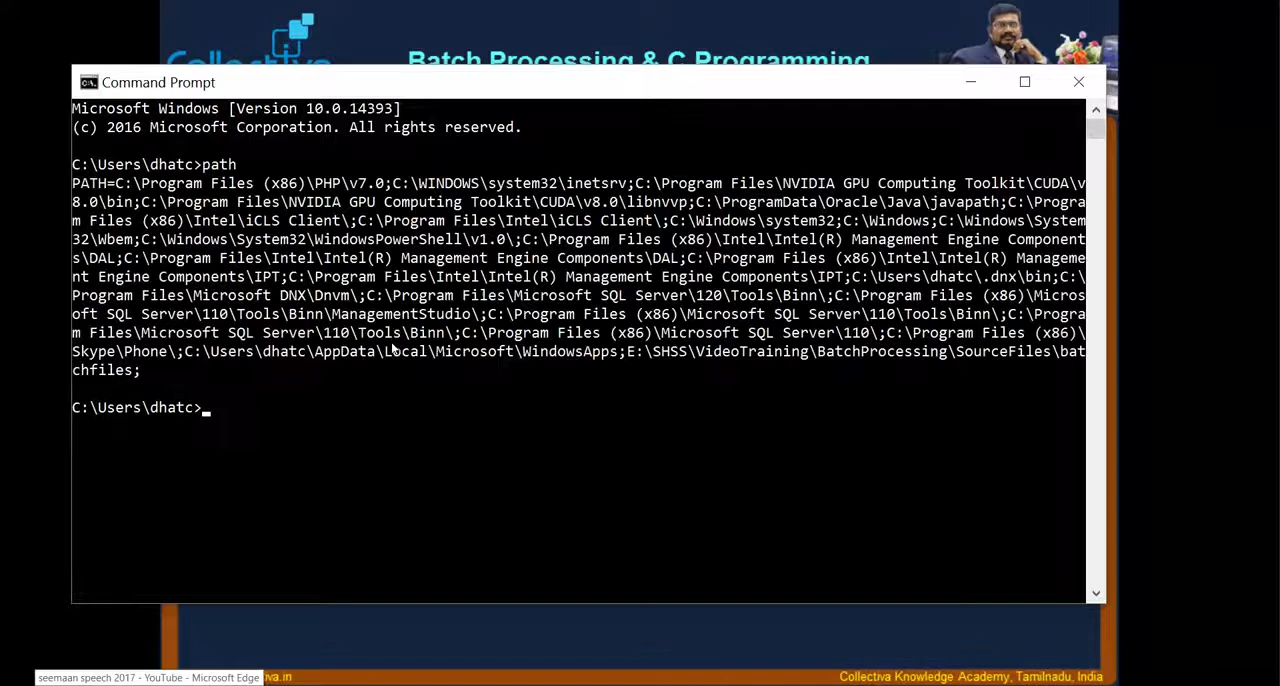 Collectiva
Batch Processing & C Programming
Command Prompt
Microsoft Windows [Version 10.0.14393]
(c) 2016 Microsoft Corporation. All rights reserved.
C:\Users\dhatc>path
PATH=C:\Program Files (x86)\PHP\v7.0;C:\WINDOWS\system32\inetsrv;C:\Program Files\NVIDIA GPU Computing Toolkit\CUDA\v
8.0\bin;C:\Program Files\NVIDIA GPU Computing Toolkit\CUDA\v8.0\libnvvp;C:\ProgramData\Oracle\Java\javapath;C:\Progra
m Files (x86)\Intel\iCLS Client\;C:\Program Files\Intel\iCLS Client\;C:\Windows\system32;C:\Windows;C:\Windows\System
32\Wbem;C:\Windows\System32\WindowsPowerShell\v1.0\;C:\Program Files (x86)\Intel\Intel(R) Management Engine Component
s\DAL;C:\Program Files\Intel\Intel(R) Management Engine Components\DAL;C:\Program Files (x86)\Intel\Intel(R) Manageme
nt Engine Components\IPT;C:\Program Files\Intel\Intel(R) Management Engine Components\IPT;C:\Users\dhatc\.dnx\bin;C:\
Program Files\Microsoft DNX\Dnvm\;C:\Program Files\Microsoft SQL Server\120\Tools\Binn\;C:\Program Files (x86)\Micros
oft SQL Server\110\Tools\Binn\ManagementStudio\;C:\Program Files (x86)\Microsoft SQL Server\110\Tools\Binn\;C:\Progra
m Files\Microsoft SQL Server\110\Tools\Binn\;C:\Program Files (x86)\Microsoft SQL Server\110\;C:\Program Files (x86)\
Skype\Phone\;C:\Users\dhatc\AppData\Local\Microsoft\WindowsApps;E:\SHSS\VideoTraining\BatchProcessing\SourceFiles\bat
chfiles;
C:\Users\dhatc>
seemaan speech 2017 - YouTube - Microsoft Edge
iva.in
Collectiva Knowledge Academy, Tamilnadu, India